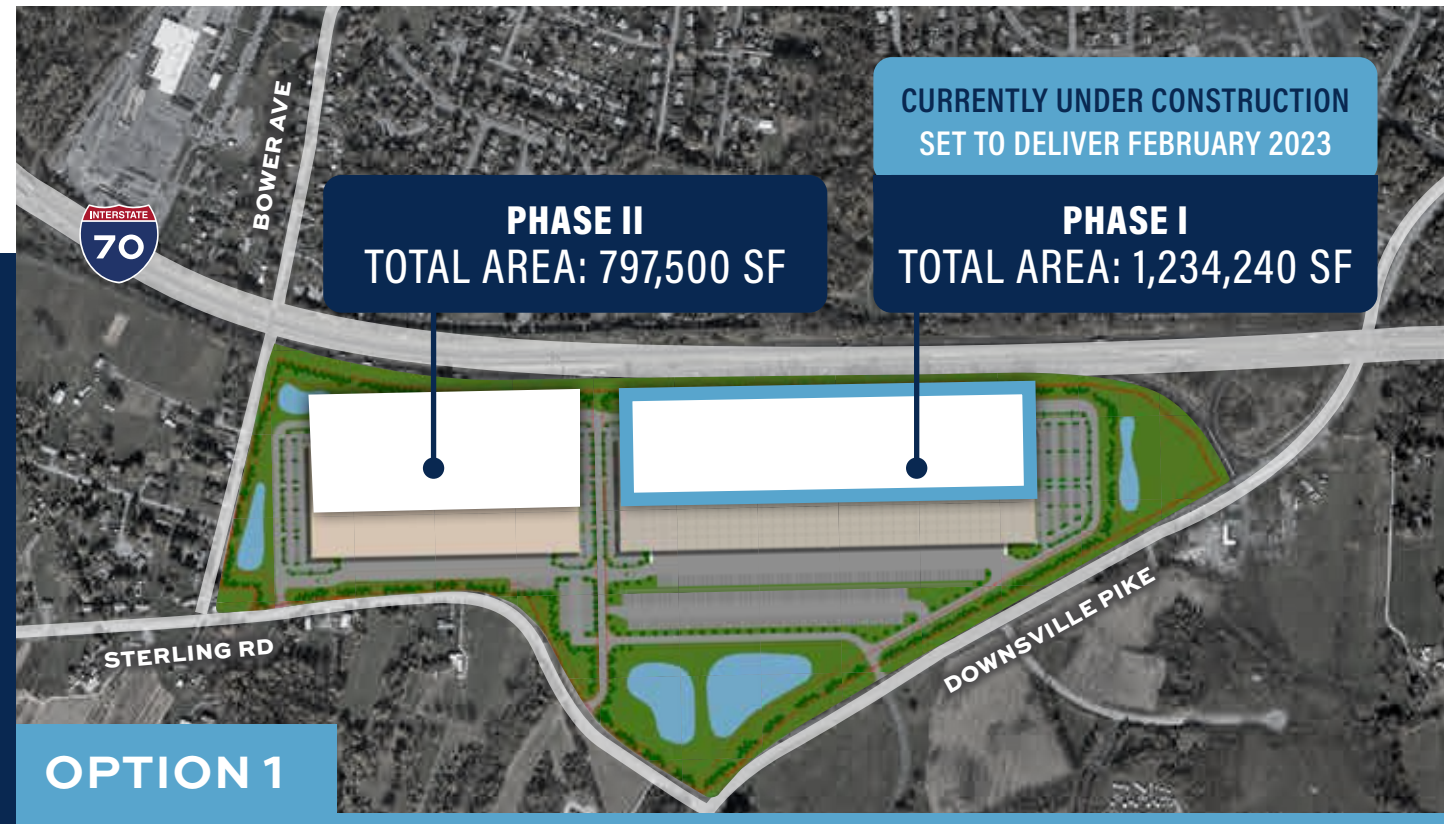 CURRENTLY UNDER CONSTRUCTION
SET TO DELIVER FEBRUARY 2023
PHASE II
TOTAL AREA: 797,500 SF
PHASE I
TOTAL AREA: 1,234,240 SF
BOWER AVE
INTERSTATE
70
STERLING RD
DOWNSVILLE PIKE
OPTION 1